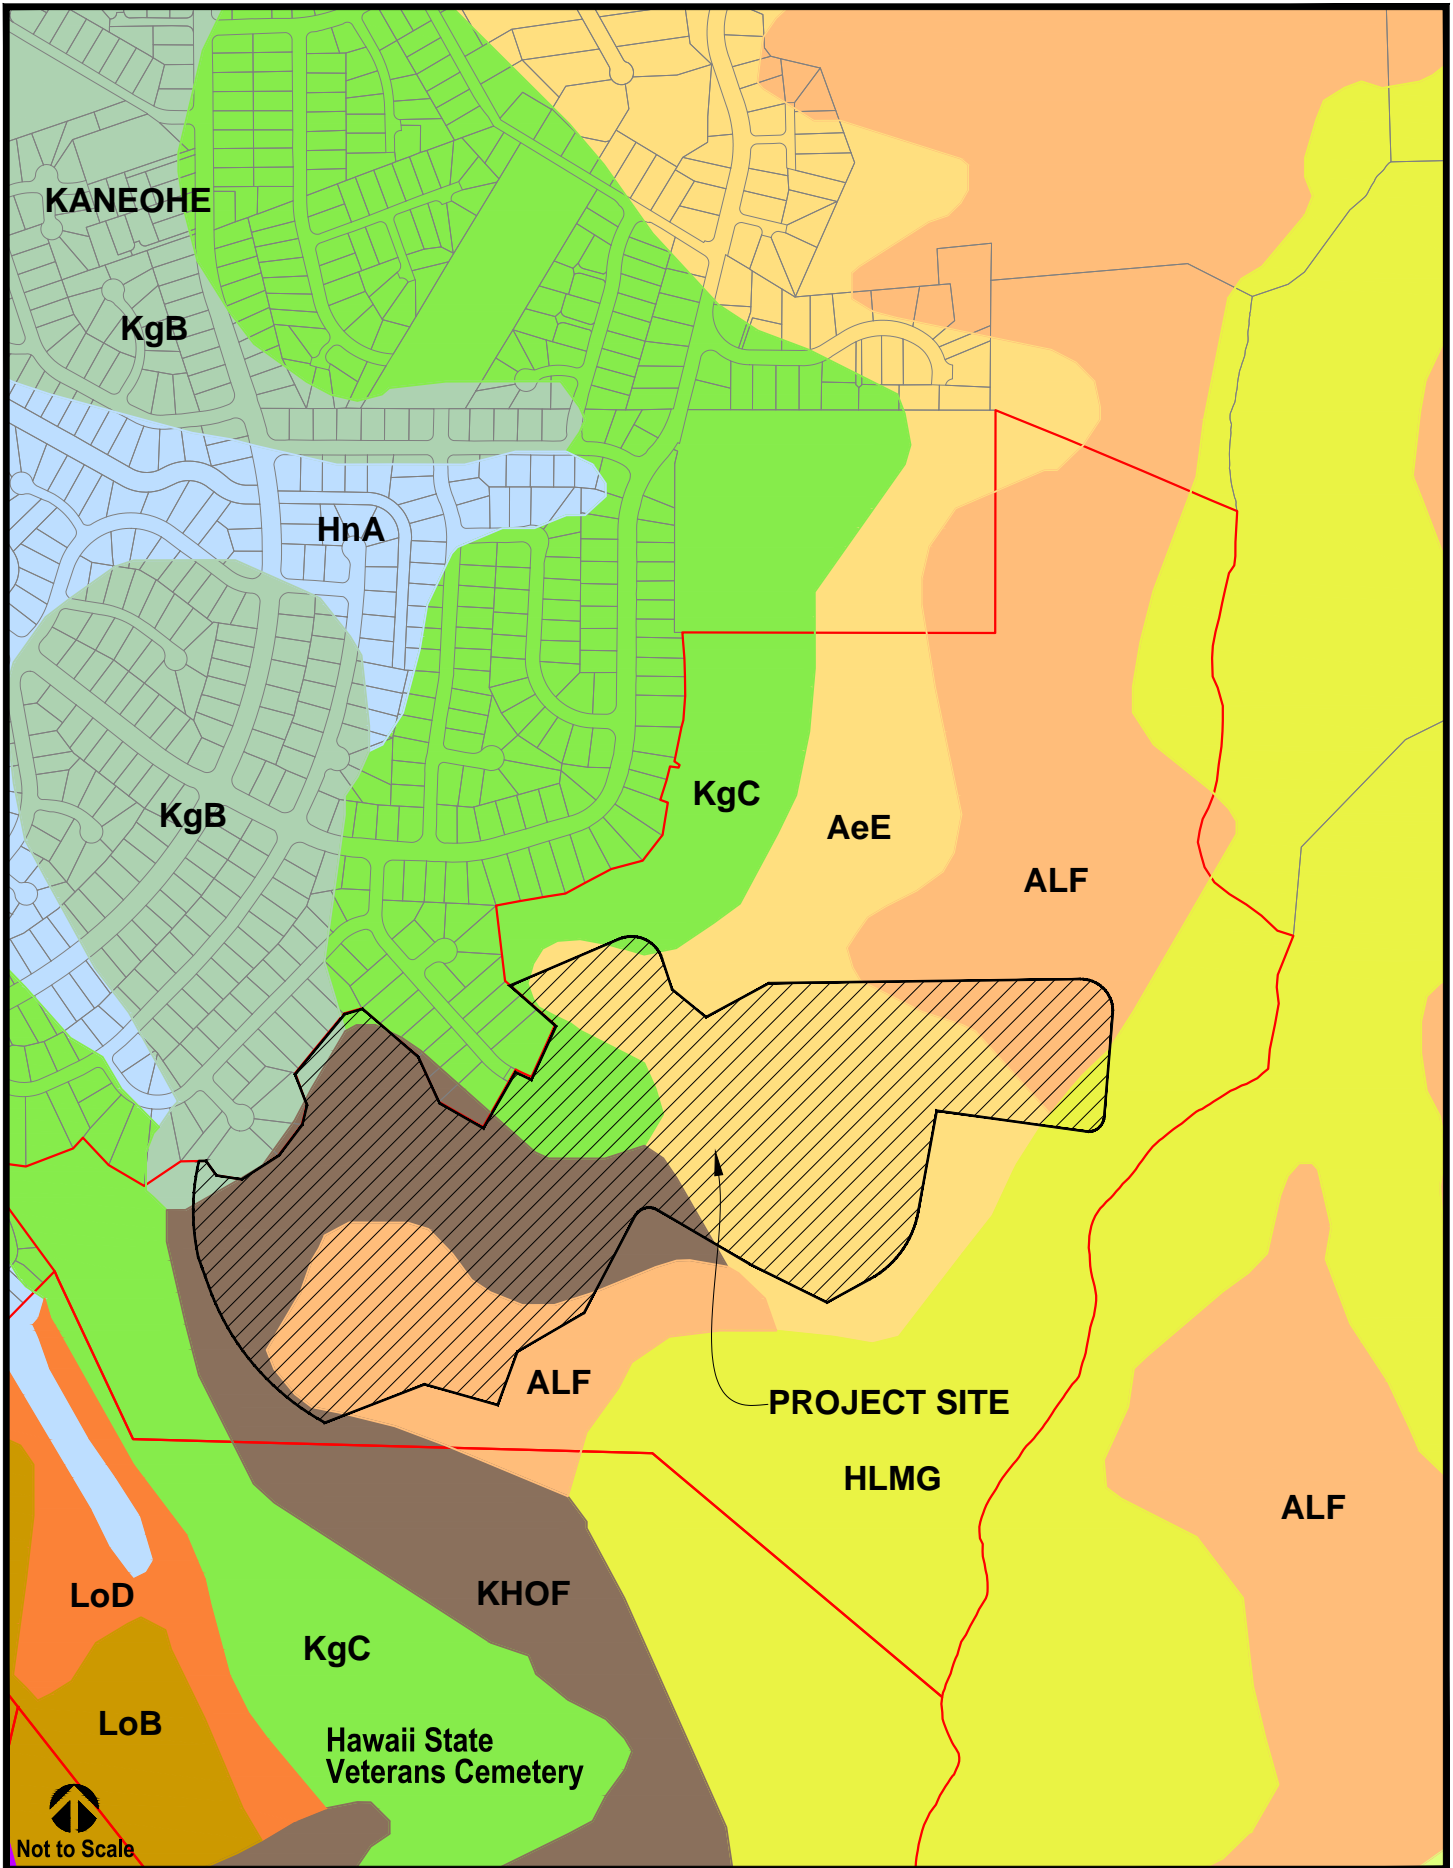 KANEOHE
KgB
HnA
KgC
KgB
AeE
ALF
ALF
PROJECT SITE
HLMG
ALF
KHOF
LoD
KgC
LoB
Hawaii State
Veterans Cemetery
Not to Scale